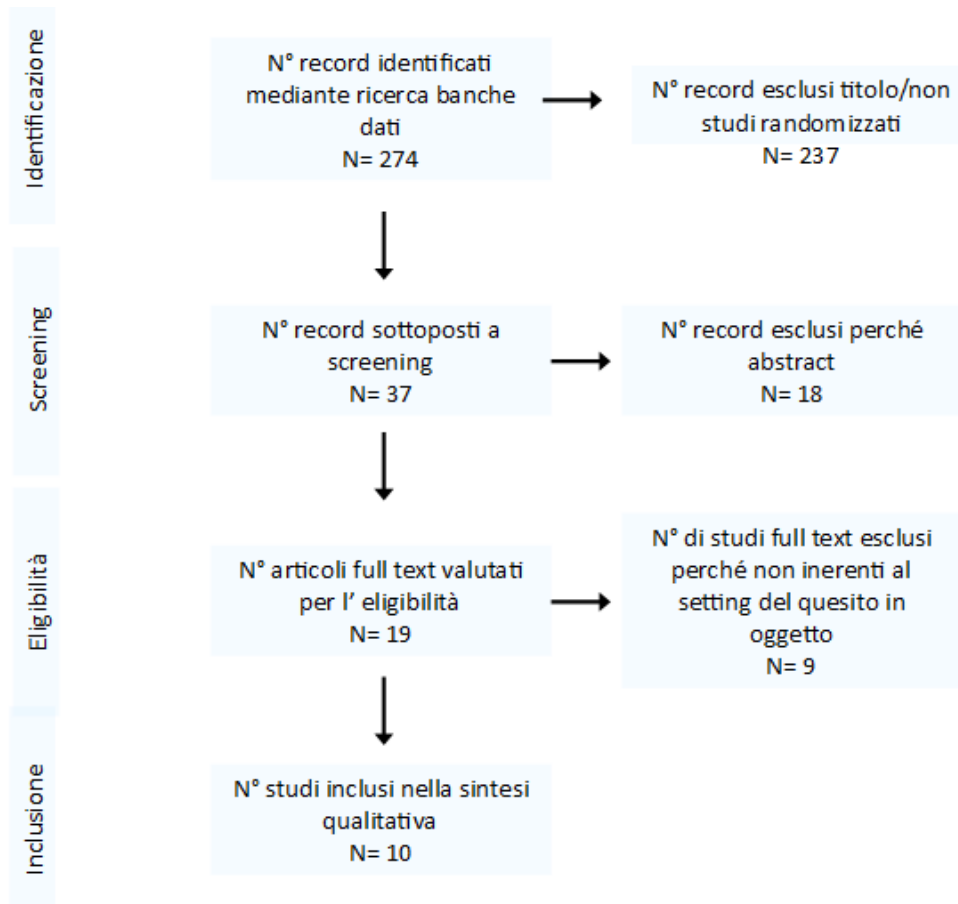 Identificazione
N° record identificati
mediante ricerca banche
dati
N= 274
N° record esclusi titolo/non
studi randomizzati
N= 237
Screening
N° record sottoposti a
screening
N= 37
N° record esclusi perché
abstract
N= 18
Eligibilità
N° articoli full text valutati
per l' eligibilità
N= 19
N° di studi full text esclusi
perché non inerenti al
setting del quesito in
oggetto
N= 9
Inclusione
N° studi inclusi nella sintesi
qualitativa
N= 10